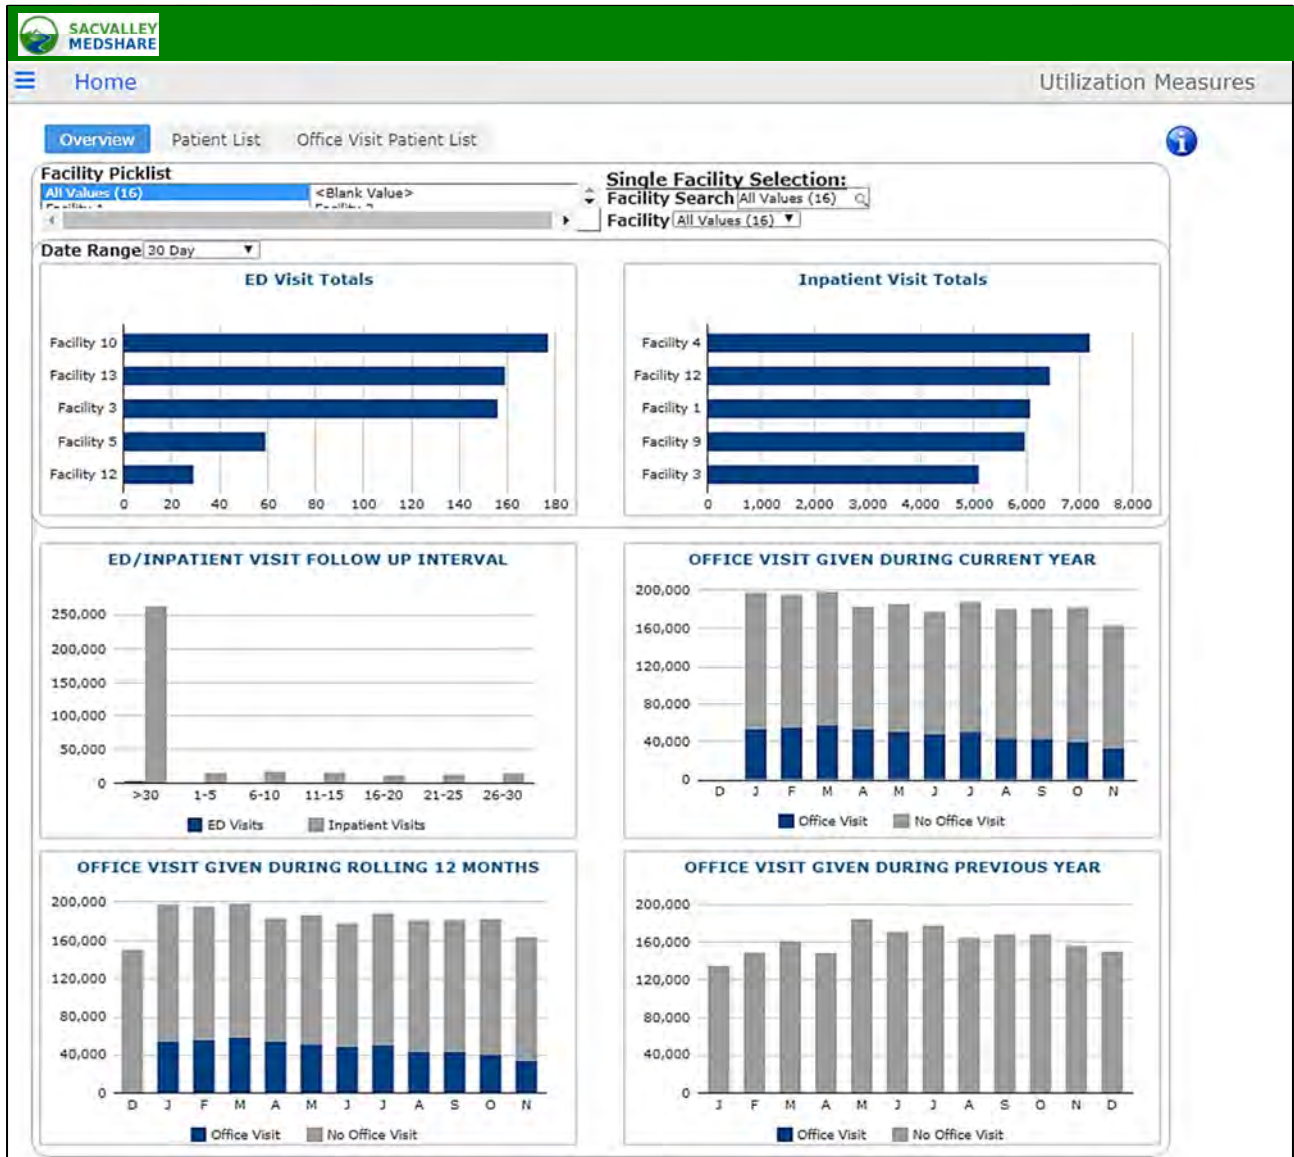 SACVALLEY
MEDSHARE
Home
Utilization Measures
Overview Patient List Office Visit Patient List
Facility Picklist
All Values (16) <Blank Value>
Single Facility Selection:
Facility Search All Values (16)
Facility All Values (16)
Date Range 30 Day
ED Visit Totals
Facility 10
Facility 13
Facility 3
Facility 5
Facility 12
0 20 40 60 80 100 120 140 160 180
Inpatient Visit Totals
Facility 4
Facility 12
Facility 1
Facility 9
Facility 3
0 1,000 2,000 3,000 4,000 5,000 6,000 7,000 8,000
ED/INPATIENT VISIT FOLLOW UP INTERVAL
250,000
200,000
150,000
100,000
50,000
0
>30 1-5 6-10 11-15 16-20 21-25 26-30
ED Visits Inpatient Visits
OFFICE VISIT GIVEN DURING CURRENT YEAR
200,000
160,000
120,000
80,000
40,000
0
D J F M A M J J A S O N
Office Visit No Office Visit
OFFICE VISIT GIVEN DURING ROLLING 12 MONTHS
200,000
160,000
120,000
80,000
40,000
0
D J F M A M J J A S O N
Office Visit No Office Visit
OFFICE VISIT GIVEN DURING PREVIOUS YEAR
200,000
160,000
120,000
80,000
40,000
0
J F M A M J J A S O N D
Office Visit No Office Visit